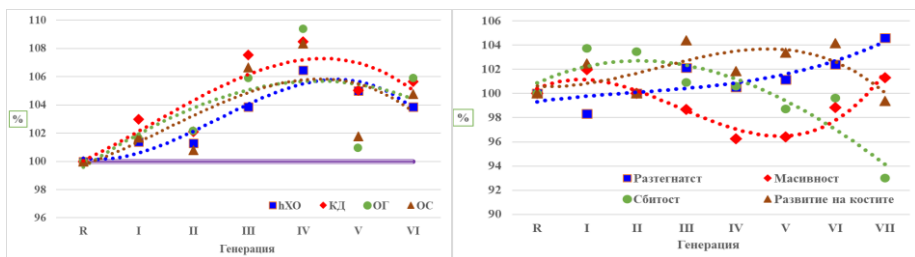 110
108
106
104
102
100
98
96
%
R I II III IV V VI
Генерация
hХО КД ОГ ОС
106
104
102
100
98
96
94
92
90
%
Разтегнатст Масивност
Сбитост Развитие на костите
R I II III IV V VI VII
Генерация